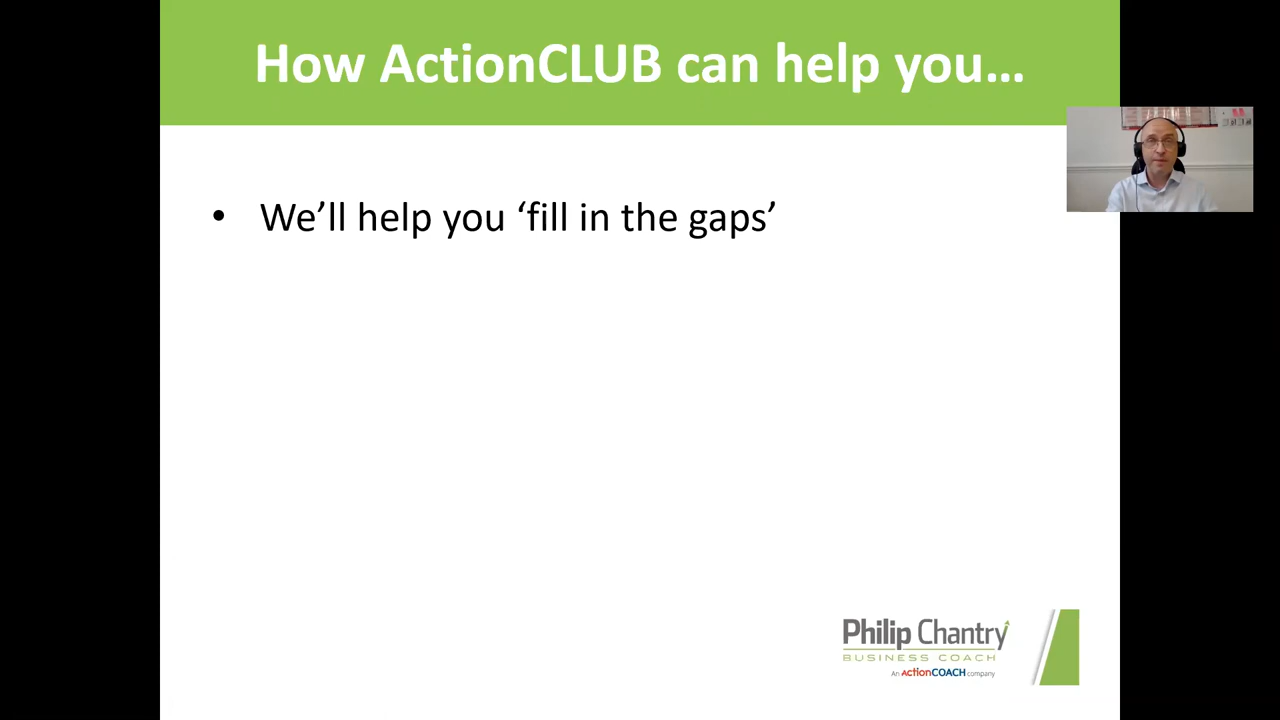 How ActionCLUB can help you…
• We’ll help you ‘fill in the gaps’
Philip Chantry
BUSINESS COACH
An ActionCOACH company